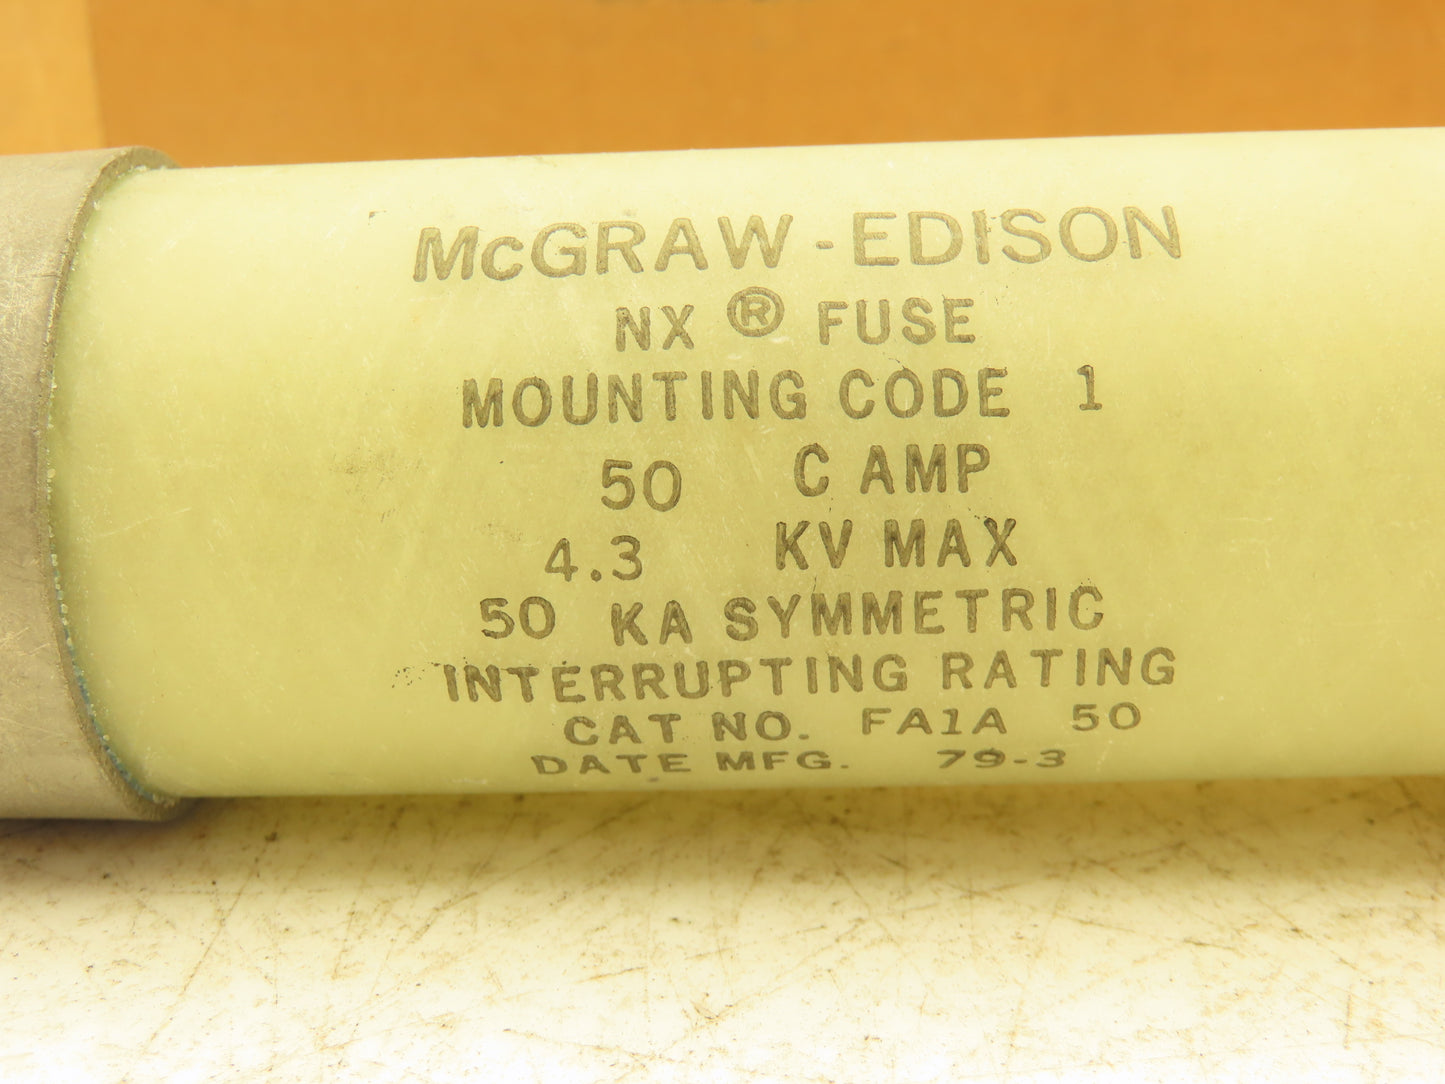 McGRAW-EDISON
NX ® FUSE
MOUNTING CODE 1
50 C AMP
4.3 KV MAX
50 KA SYMMETRIC
INTERRUPTING RATING
CAT NO. FA1A 50
DATE MFG. 79-3